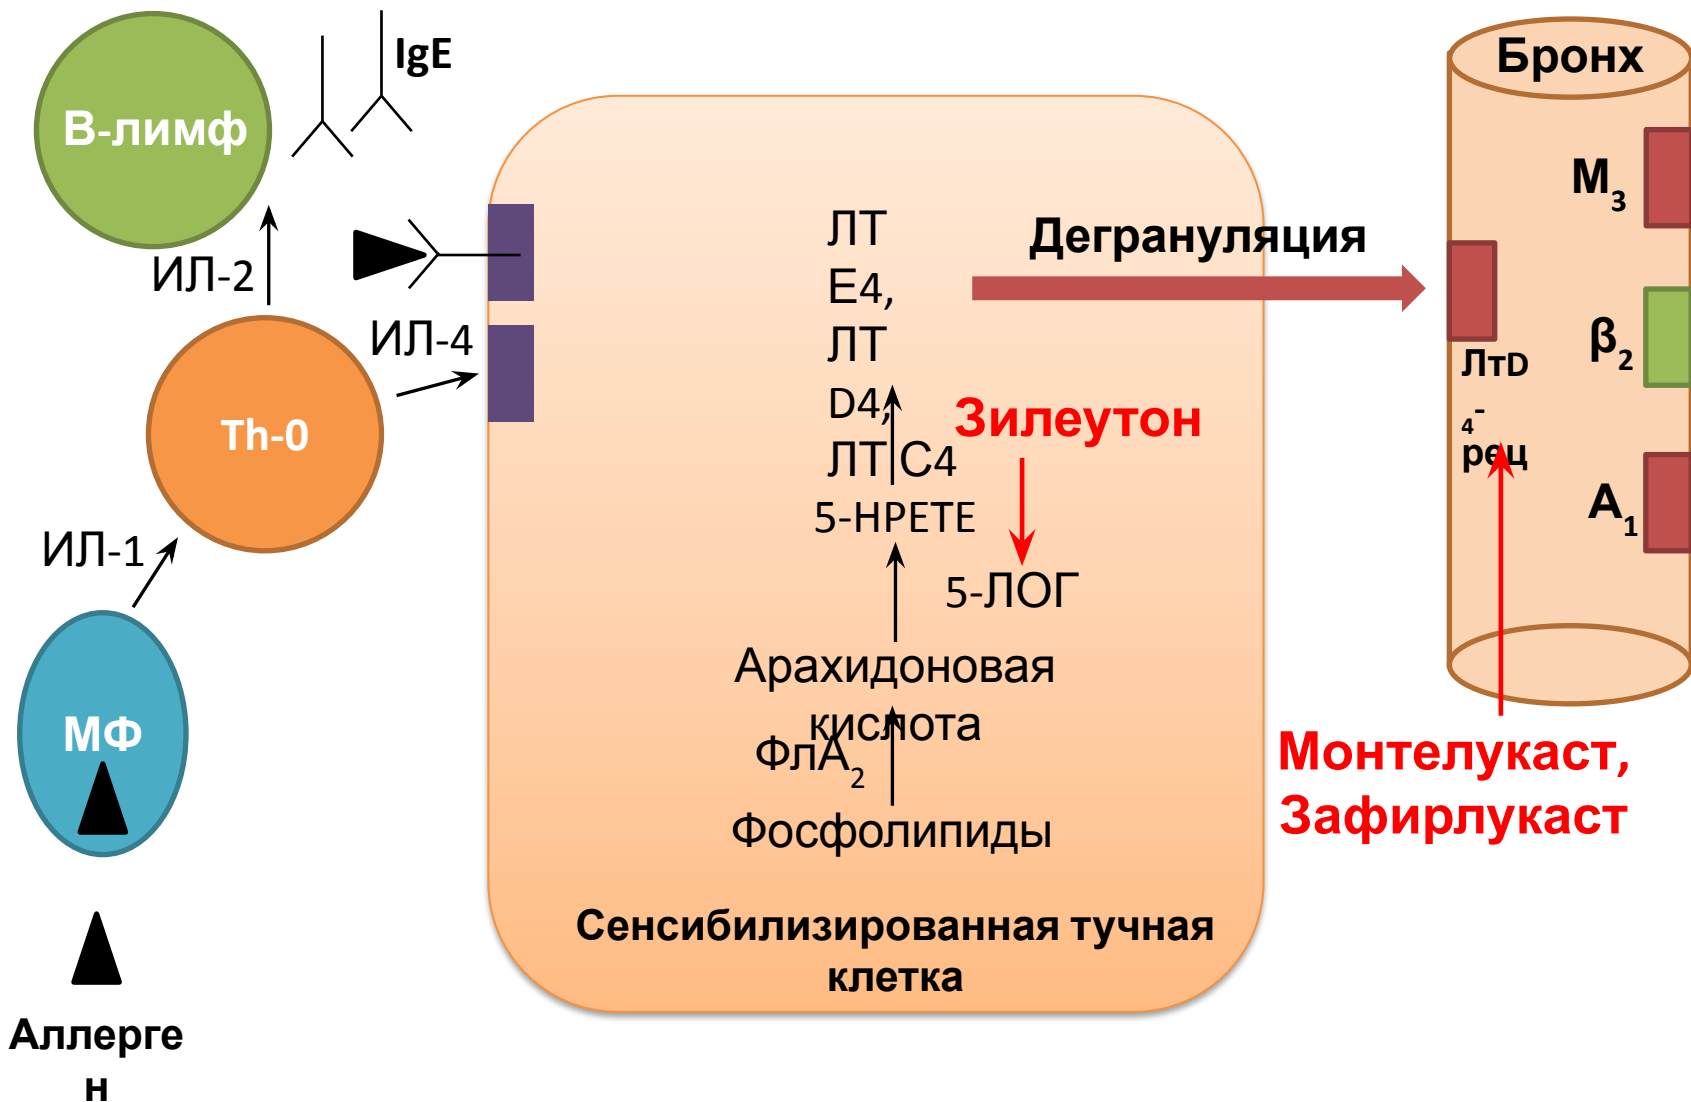 IgE
В-лимф
ИЛ-2
ИЛ-4
Th-0
ИЛ-1
МФ
Аллерге
н
ЛТ
E4,
ЛТ
D4,
ЛТ C4
5-HPETE
Зилеутон
5-ЛОГ
Арахидоновая
кислота
ФлА2
Фосфолипиды
Сенсибилизированная тучная
клетка
Дегрануляция
Бронх
М3
β2
ЛтD
4-
рец
А1
Монтелукаст,
Зафирлукаст